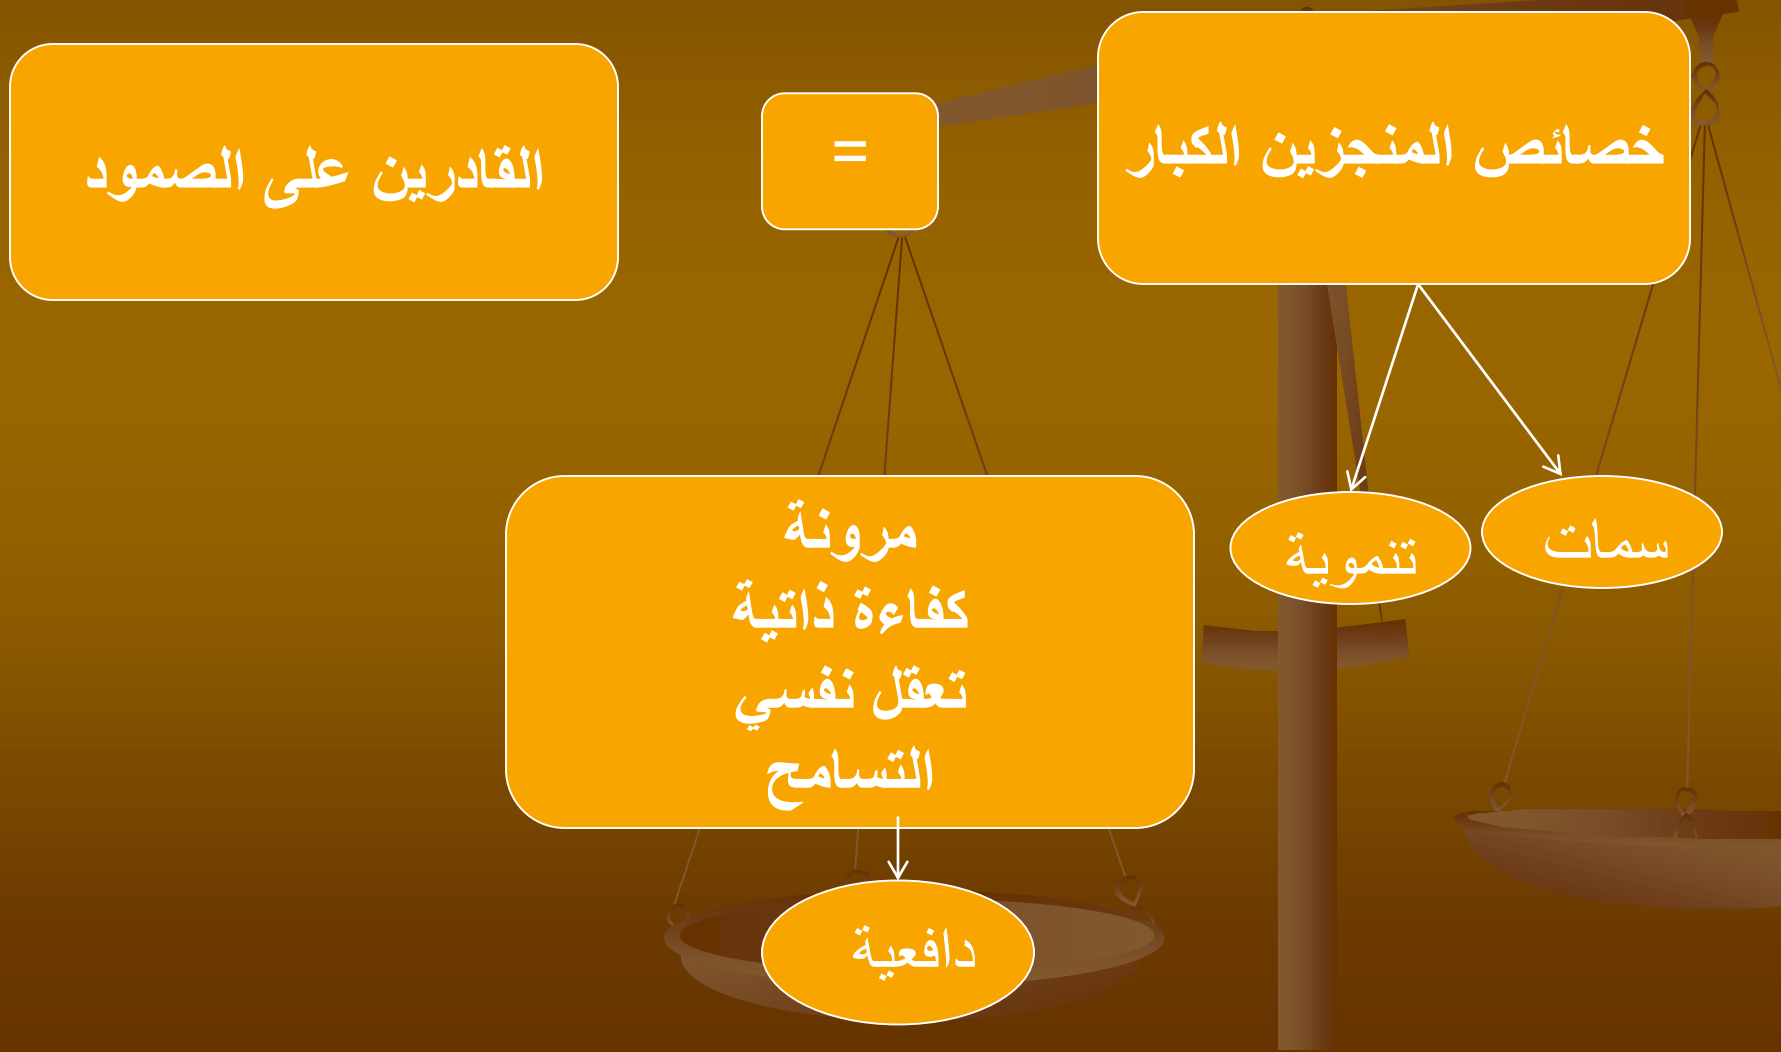 خصائص المنجزين الكبار
=
القادرين على الصمود
سمات
تنموية
مرونة
كفاءة ذاتية
تعقل نفسي
التسامح
دافعية